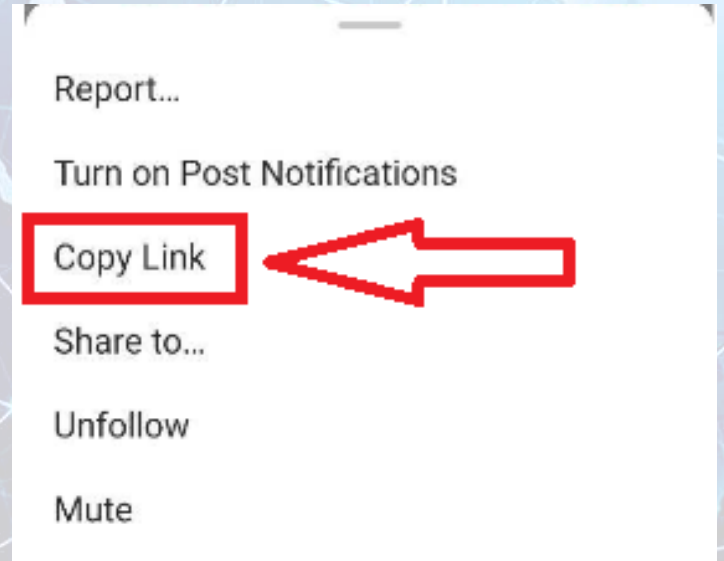 Report...
Turn on Post Notifications
Copy Link
Share to...
Unfollow
Mute